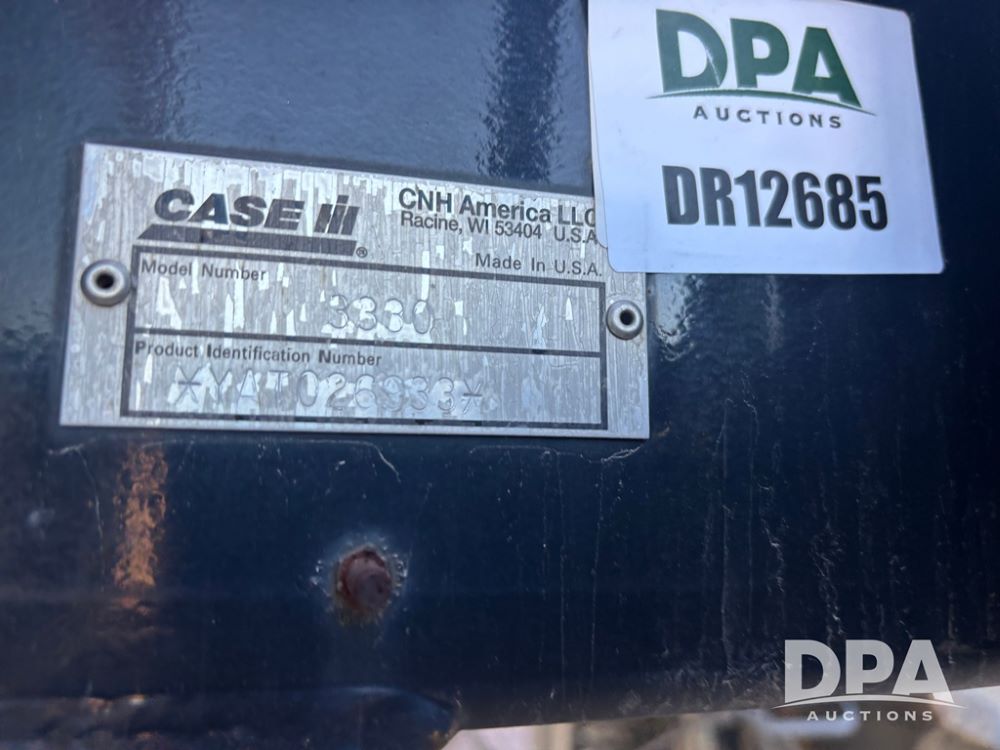 DPA
AUCTIONS
DR12685
CASE IH
®
CNH America LLC
Racine, WI 53404 U.S.A.
Made In U.S.A.
Model Number
3330
Product Identification Number
DPA
AUCTIONS